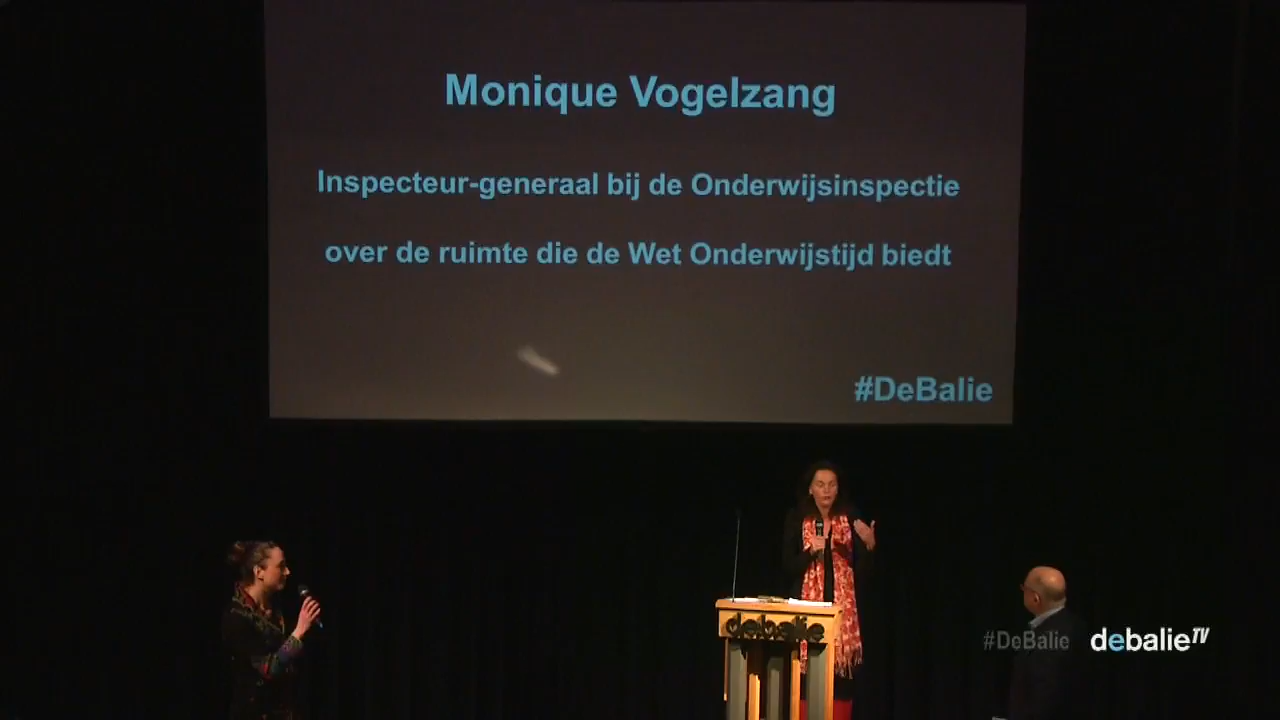 Monique Vogelzang
Inspecteur-generaal bij de Onderwijsinspectie
over de ruimte die de Wet Onderwijstijd biedt
#DeBalie
debalie
#DeBalie
debalieTV